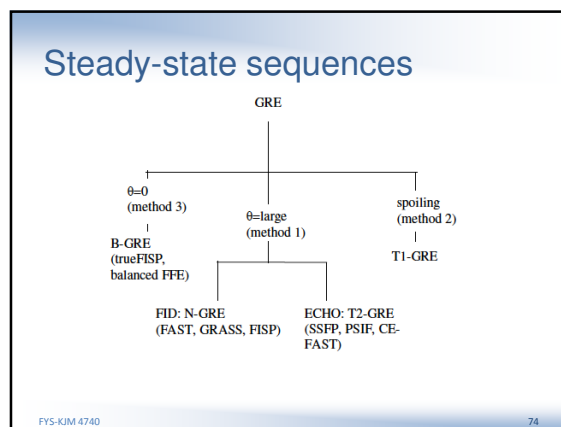 Steady-state sequences
GRE
θ=0
(method 3)
B-GRE
(trueFISP,
balanced FFE)
θ=large
(method 1)
spoiling
(method 2)
T1-GRE
FID: N-GRE
(FAST, GRASS, FISP)
ECHO: T2-GRE
(SSFP, PSIF, CE-
FAST)
FYS-KJM 4740
74